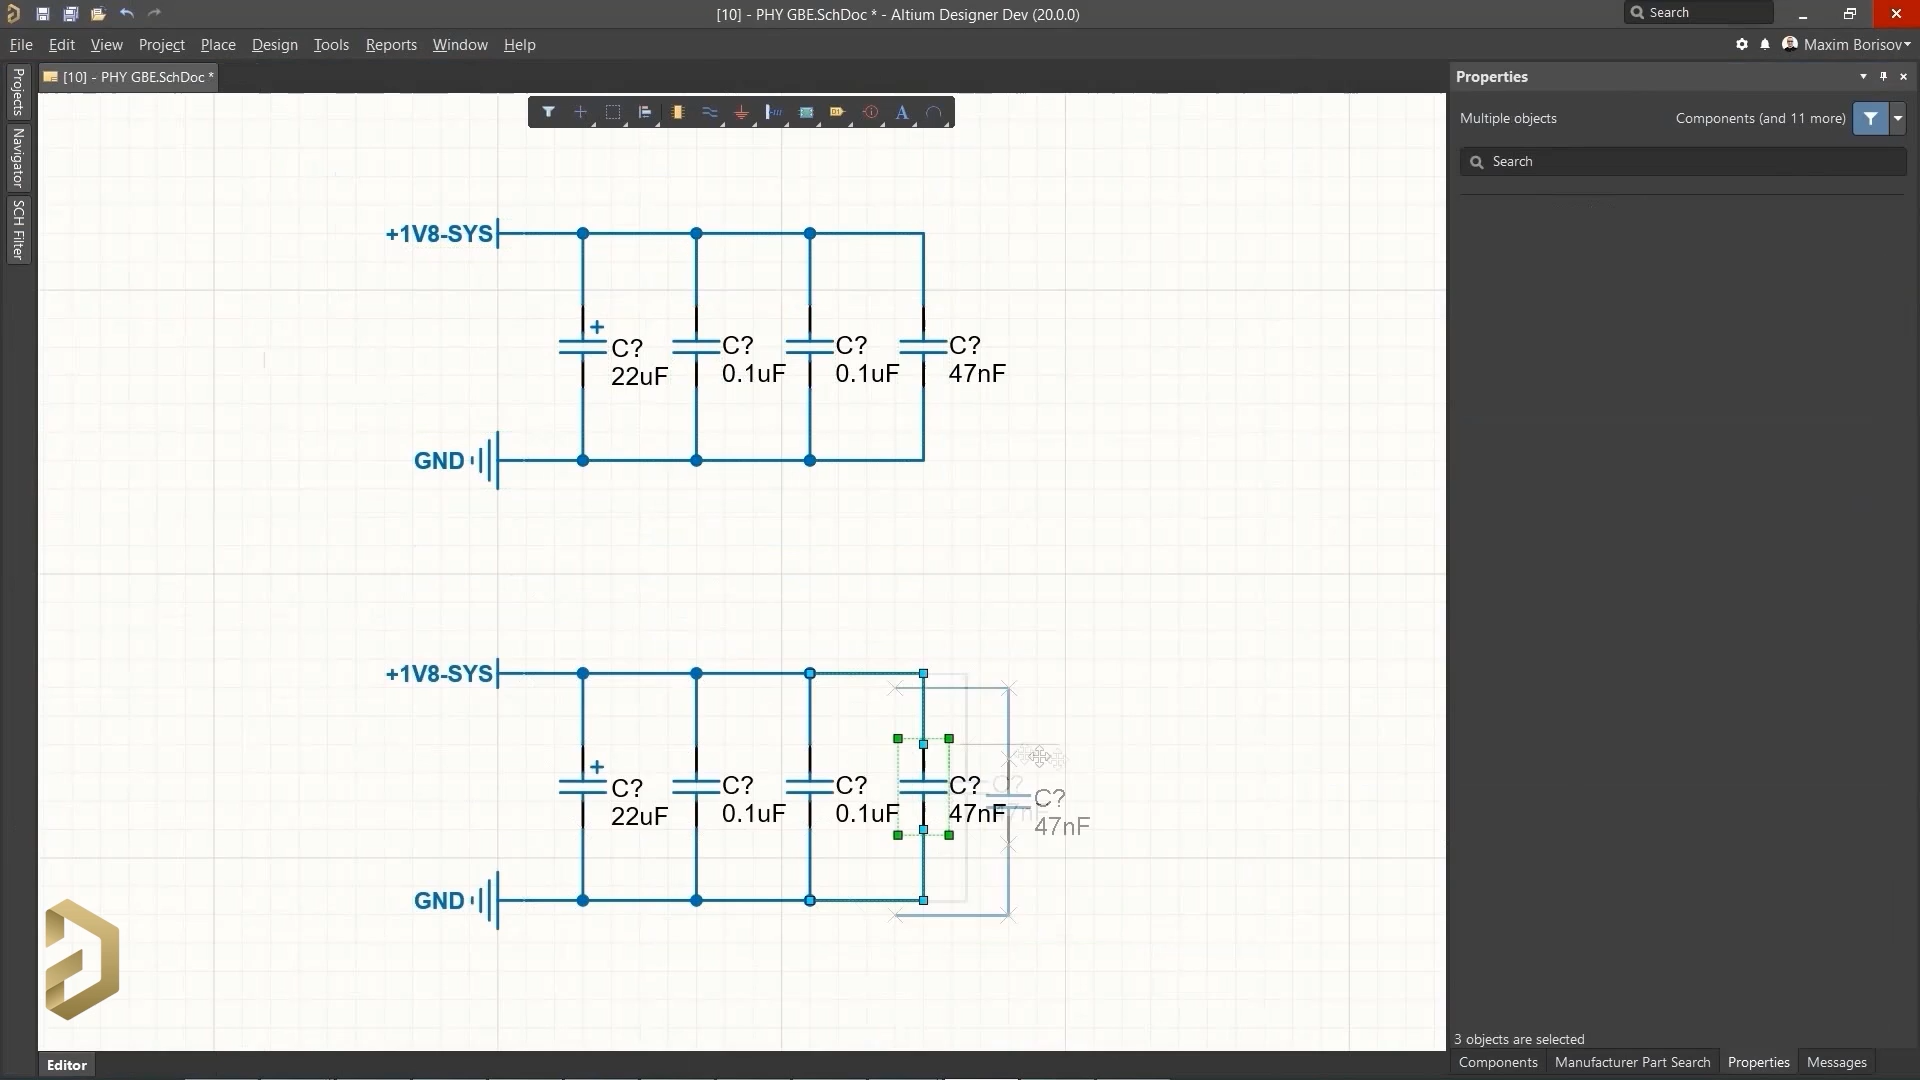 [10] - PHY GBE.SchDoc * - Altium Designer Dev (20.0.0)
Search
File Edit View Project Place Design Tools Reports Window Help
Maxim Borisov
Projects
Navigator
SCH Filter
[10] - PHY GBE.SchDoc *
Properties
Multiple objects
Components (and 11 more)
Search
A
+1V8-SYS
+
C?
22uF
C?
0.1uF
C?
0.1uF
C?
47nF
GND
+1V8-SYS
+
C?
22uF
C?
0.1uF
C?
0.1uF
C?
47nF
C?
47nF
GND
3 objects are selected
Editor
Components Manufacturer Part Search Properties Messages